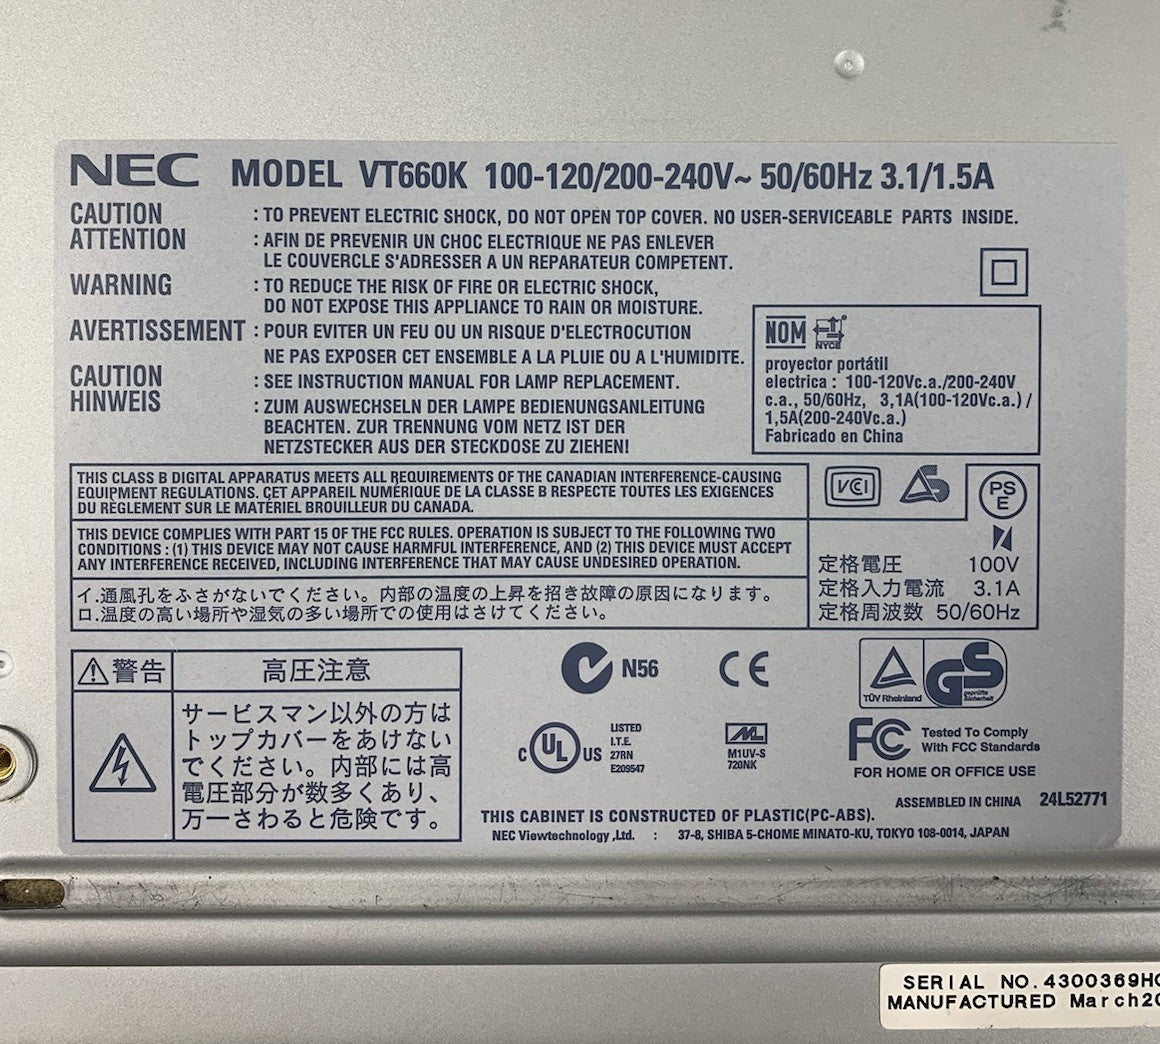 NEC MODEL VT660K 100-120/200-240V~ 50/60Hz 3.1/1.5A
CAUTION : TO PREVENT ELECTRIC SHOCK, DO NOT OPEN TOP COVER. NO USER-SERVICEABLE PARTS INSIDE.
ATTENTION : AFIN DE PREVENIR UN CHOC ELECTRIQUE NE PAS ENLEVER
LE COUVERCLE S'ADRESSER A UN REPARATEUR COMPETENT.
WARNING : TO REDUCE THE RISK OF FIRE OR ELECTRIC SHOCK,
DO NOT EXPOSE THIS APPLIANCE TO RAIN OR MOISTURE.
AVERTISSEMENT : POUR EVITER UN FEU OU UN RISQUE D'ELECTROCUTION
NE PAS EXPOSER CET ENSEMBLE A LA PLUIE OU A L'HUMIDITE.
CAUTION : SEE INSTRUCTION MANUAL FOR LAMP REPLACEMENT.
HINWEIS : ZUM AUSWECHSELN DER LAMPE BEDIENUNGSANLEITUNG
BEACHTEN. ZUR TRENNUNG VOM NETZ IST DER
NETZSTECKER AUS DER STECKDOSE ZU ZIEHEN!
NOM NYCE
proyector portátil
electrica : 100-120Vc.a./200-240V
c.a., 50/60Hz, 3,1A(100-120Vc.a.) /
1,5A(200-240Vc.a.)
Fabricado en China
THIS CLASS B DIGITAL APPARATUS MEETS ALL REQUIREMENTS OF THE CANADIAN INTERFERENCE-CAUSING
EQUIPMENT REGULATIONS. CET APPAREIL NUMÉRIQUE DE LA CLASSE B RESPECTE TOUTES LES EXIGENCES
DU RÈGLEMENT SUR LE MATÉRIEL BROUILLEUR DU CANADA.
THIS DEVICE COMPLIES WITH PART 15 OF THE FCC RULES. OPERATION IS SUBJECT TO THE FOLLOWING TWO
CONDITIONS : (1) THIS DEVICE MAY NOT CAUSE HARMFUL INTERFERENCE, AND (2) THIS DEVICE MUST ACCEPT
ANY INTERFERENCE RECEIVED, INCLUDING INTERFERENCE THAT MAY CAUSE UNDESIRED OPERATION.
イ.通風孔をふさがないでください。内部の温度の上昇を招き故障の原因になります。
ロ.温度の高い場所や湿気の多い場所での使用はさけてください。
VCI
PS
E
定格電圧 100V
定格入力電流 3.1A
定格周波数 50/60Hz
警告 高圧注意
サービスマン以外の方は
トップカバーをあけない
でください。内部には高
電圧部分が数多くあり、
万一さわると危険です。
N56
CE
TÜV Rheinland
GS
geprüfte
Sicherheit
C UL US
LISTED
I.T.E.
27RN
E209547
ML
M1UV-S
720NK
FC Tested To Comply
With FCC Standards
FOR HOME OR OFFICE USE
ASSEMBLED IN CHINA 24L52771
THIS CABINET IS CONSTRUCTED OF PLASTIC(PC-ABS).
NEC Viewtechnology ,Ltd. : 37-8, SHIBA 5-CHOME MINATO-KU, TOKYO 108-0014, JAPAN
SERIAL NO. 4300369H
MANUFACTURED March20